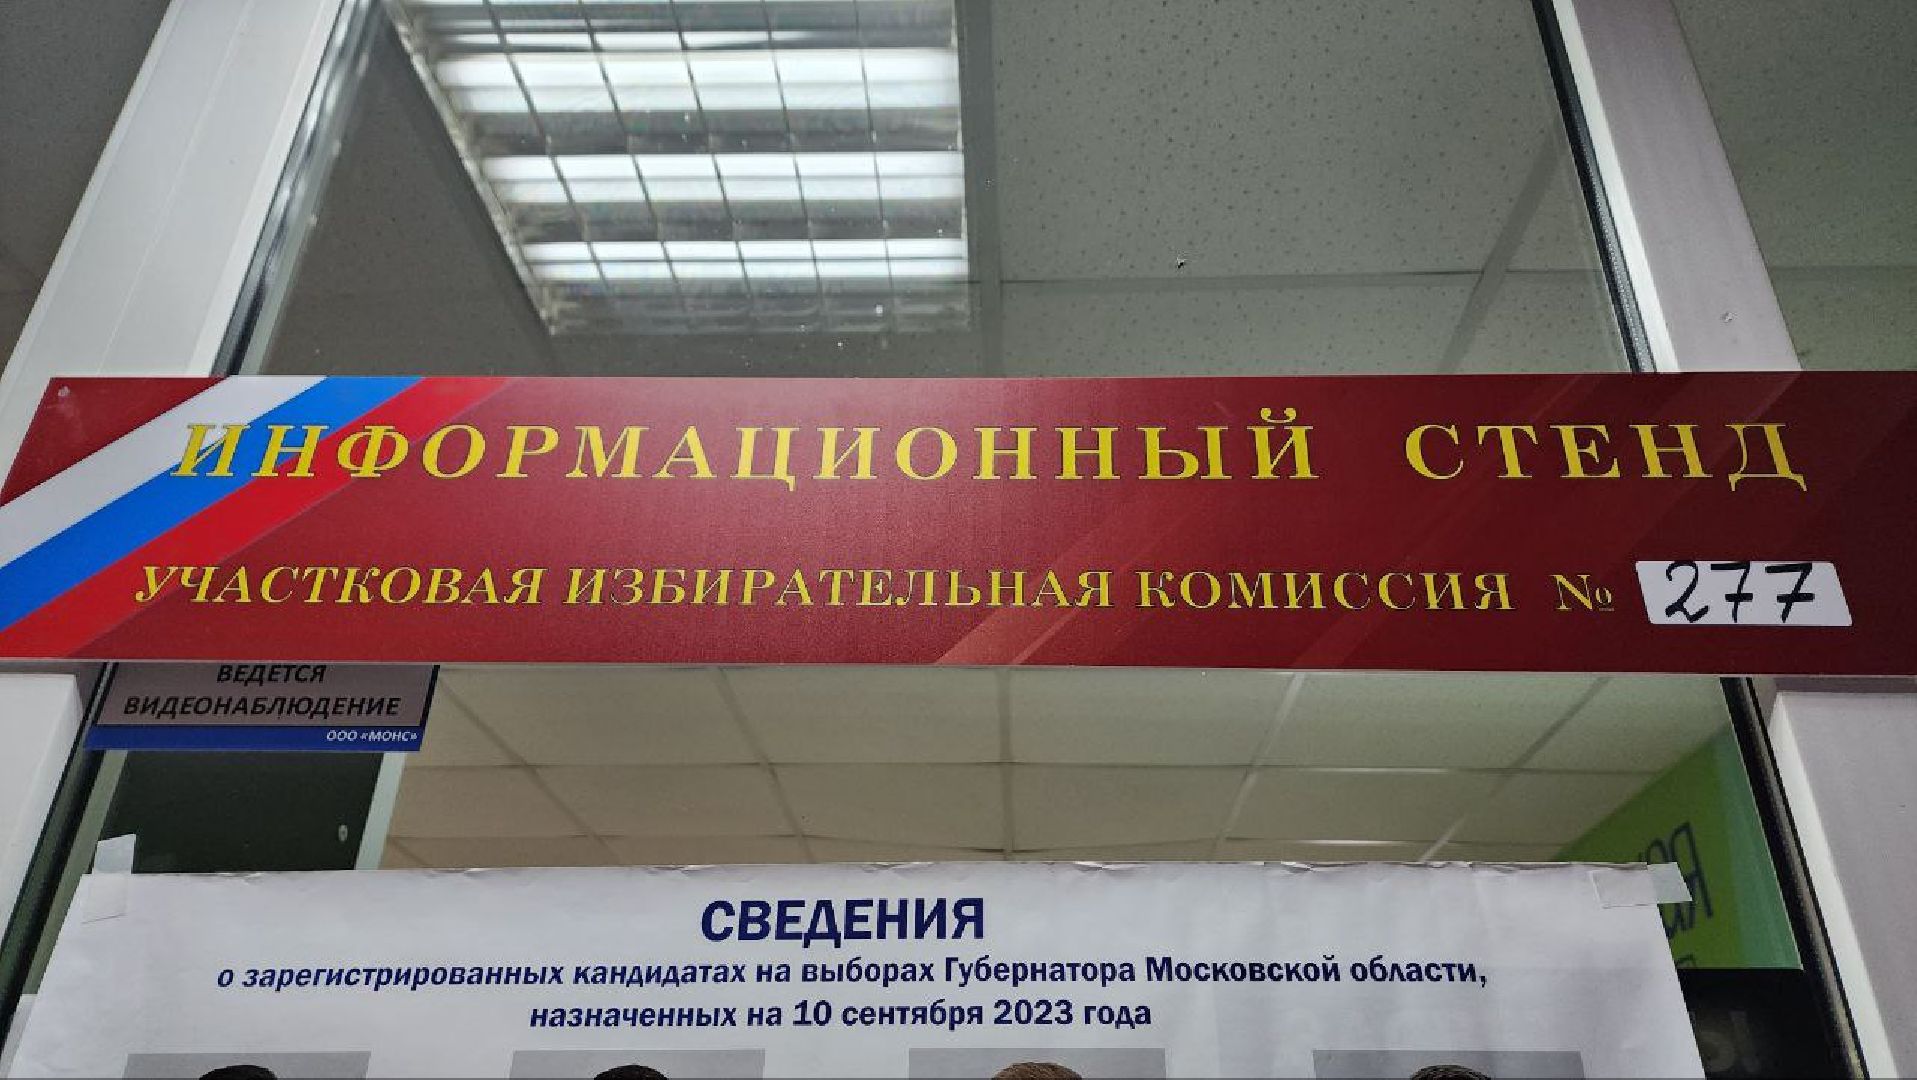 ИНФОРМАЦИОННЫЙ СТЕНД
УЧАСТКОВАЯ ИЗБИРАТЕЛЬНАЯ КОМИССИЯ № 277
ВЕДЕТСЯ
ВИДЕОНАБЛЮДЕНИЕ
ООО «МОНС»
СВЕДЕНИЯ
о зарегистрированных кандидатах на выборах Губернатора Московской области,
назначенных на 10 сентября 2023 года